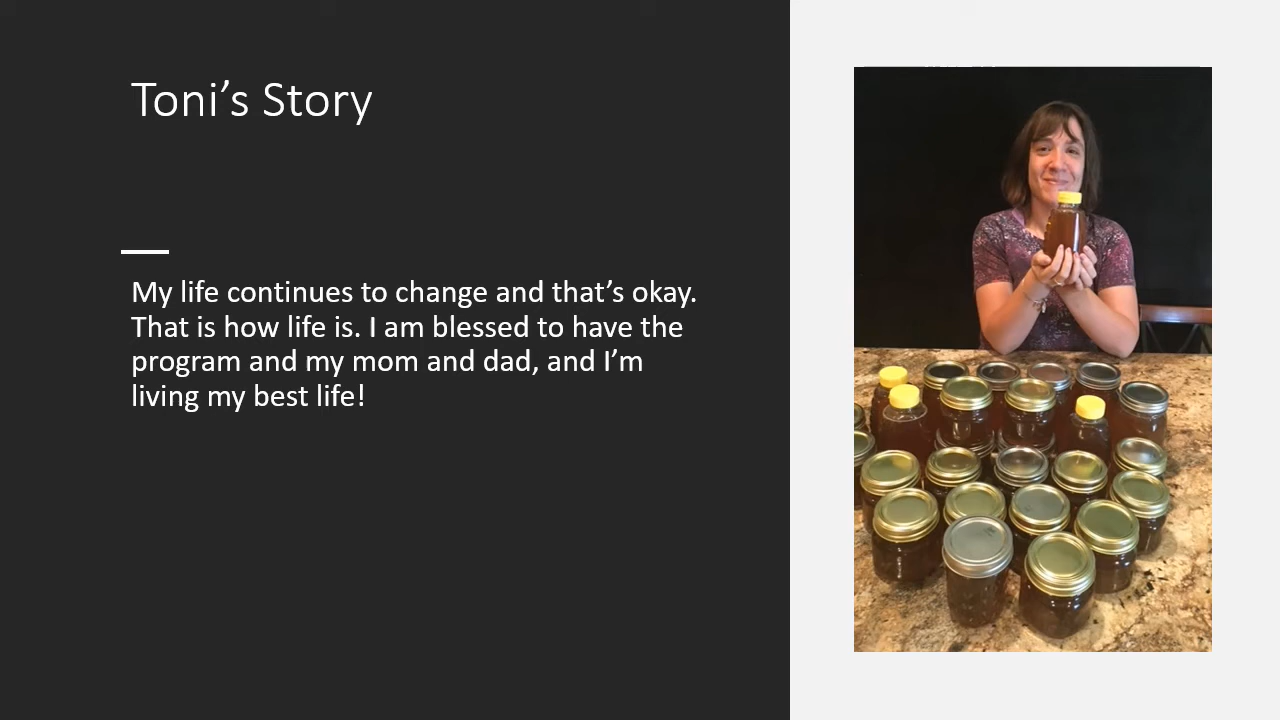 Toni’s Story
My life continues to change and that’s okay.
That is how life is. I am blessed to have the
program and my mom and dad, and I’m
living my best life!